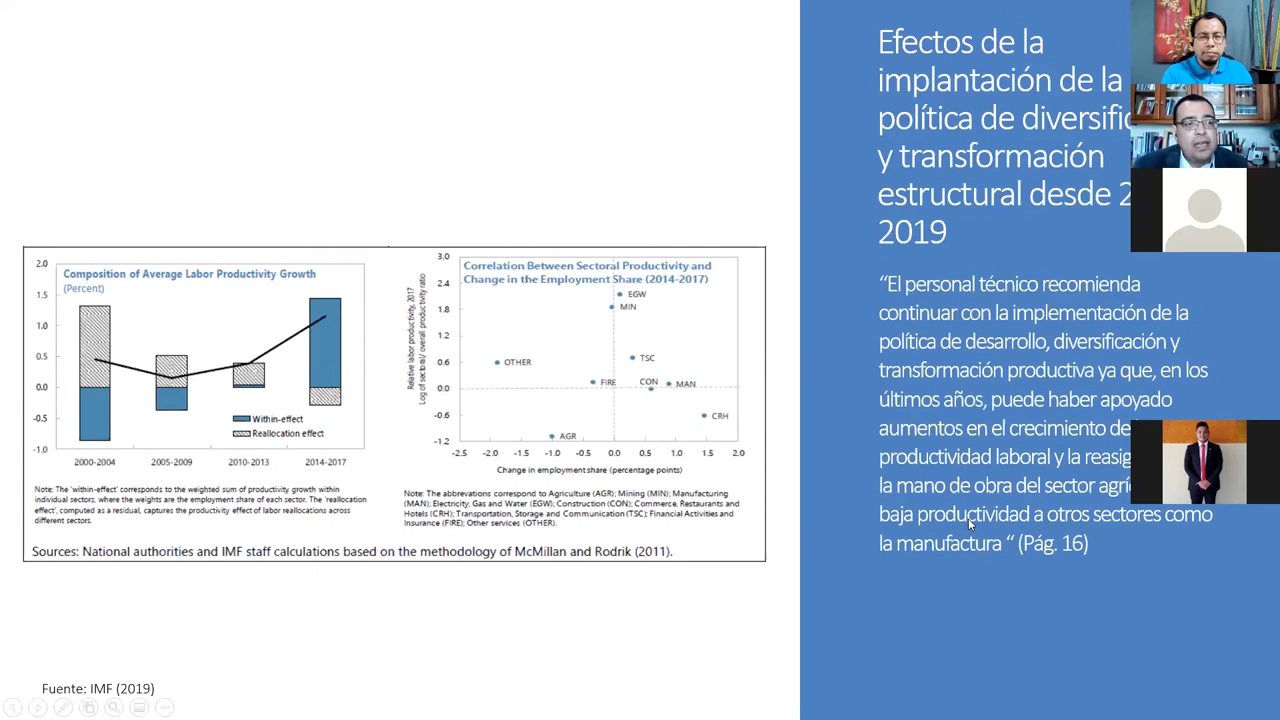 2.0
1.5
1.0
0.5
0.0
-0.5
-1.0
Composition of Average Labor Productivity Growth
(Percent)
Within-effect
Reallocation effect
2000-2004
2005-2009
2010-2013
2014-2017
Note: The 'within-effect' corresponds to the weighted sum of productivity growth within
individual sectors, where the weights are the employment share of each sector. The 'reallocation
effect', computed as a residual, captures the productivity effect of labor reallocations across
different sectors.
Relative labor productivity, 2017
Log of sectoral/ overall productivity ratio
3.0
2.4
1.8
1.2
0.6
0.0
-0.6
-1.2
Correlation Between Sectoral Productivity and
Change in the Employment Share (2014-2017)
EGW
MIN
TSC
OTHER
FIRE
CON
MAN
CRH
AGR
-2.5
-2.0
-1.5
-1.0
-0.5
0.0
0.5
1.0
1.5
2.0
Change in employment share (percentage points)
Note: The abbrevations correspond to Agriculture (AGR); Mining (MIN); Manufacturing
(MAN); Electricity, Gas and Water (EGW); Construction (CON); Commerce, Restaurants and
Hotels (CRH); Transportation, Storage and Communication (TSC); Financial Activities and
Insurance (FIRE); Other services (OTHER).
Sources: National authorities and IMF staff calculations based on the methodology of McMillan and Rodrik (2011).
Fuente: IMF (2019)
Efectos de la
implantación de la
política de diversific
y transformación
estructural desde 2
2019
“El personal técnico recomienda
continuar con la implementación de la
política de desarrollo, diversificación y
transformación productiva ya que, en los
últimos años, puede haber apoyado
aumentos en el crecimiento de
productividad laboral y la reasig
la mano de obra del sector agrí
baja productividad a otros sectores como
la manufactura “ (Pág. 16)